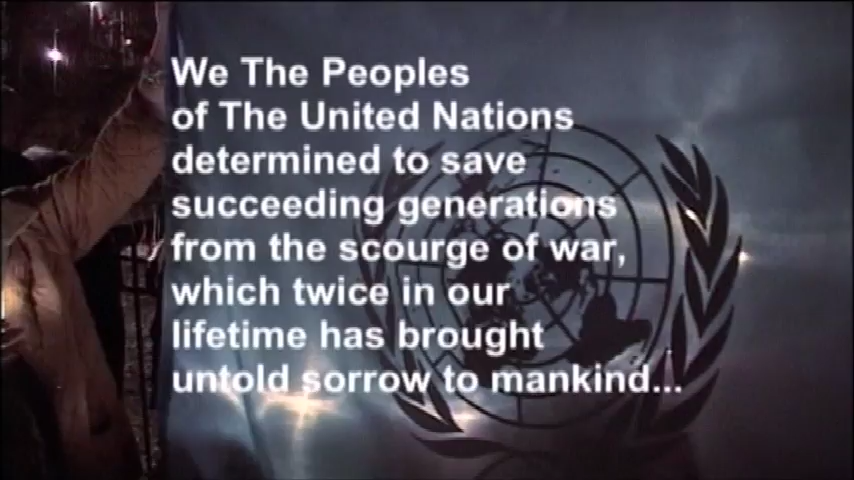 We The Peoples
of The United Nations
determined to save
succeeding generations
from the scourge of war,
which twice in our
lifetime has brought
untold sorrow to mankind...